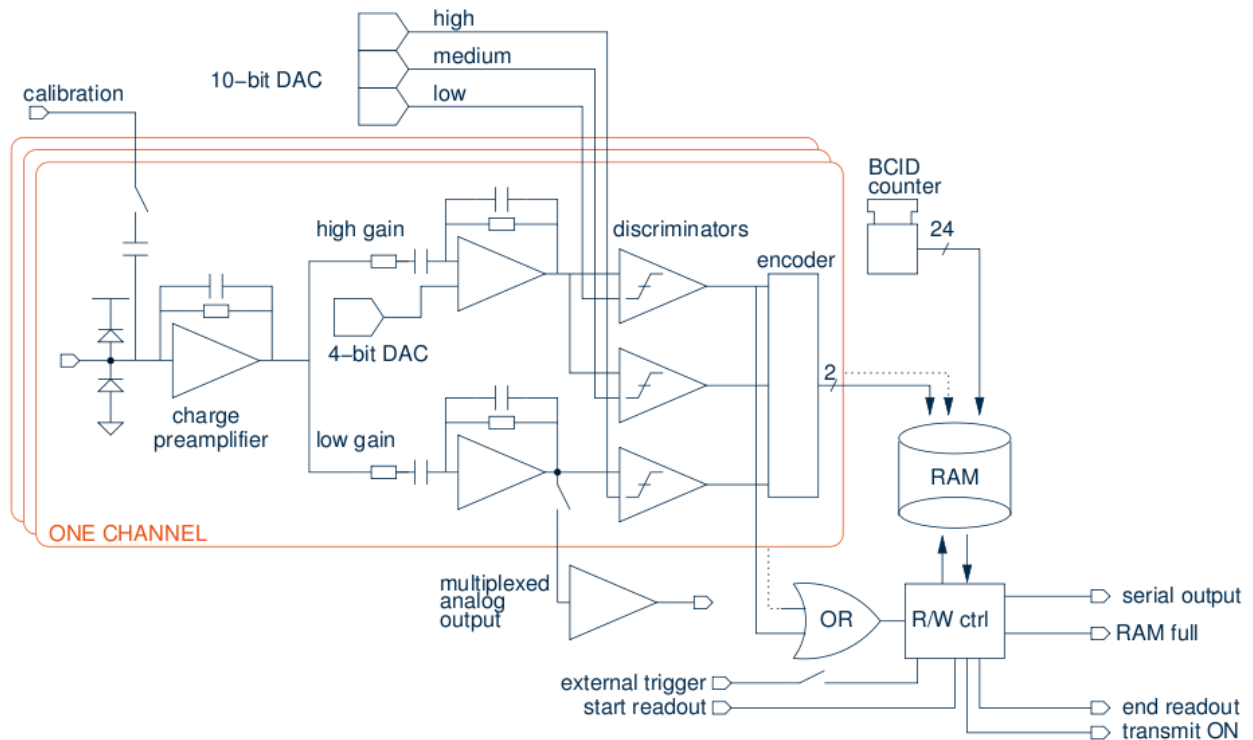 high
medium
10−bit DAC
low
calibration
BCID
counter
24
high gain
discriminators
encoder
4−bit DAC
2
charge
preamplifier
low gain
RAM
ONE CHANNEL
multiplexed
analog
output
OR
R/W ctrl
serial output
RAM full
external trigger
start readout
end readout
transmit ON